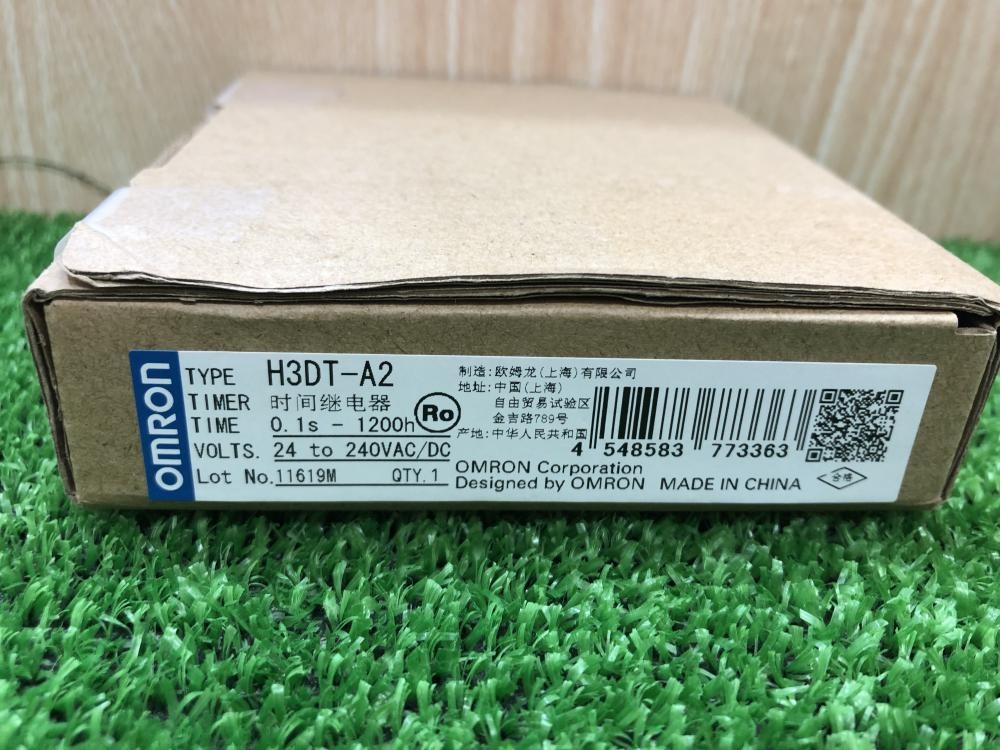 OMRON
TYPE H3DT-A2
TIMER 时间继电器
TIME 0.1s - 1200h
VOLTS. 24 to 240VAC/DC
Lot No. 11619M QTY. 1
Ro
制造: 欧姆龙(上海)有限公司
地址: 中国(上海)
自由贸易试验区
金吉路789号
产地: 中华人民共和国
4 548583 773363
OMRON Corporation
Designed by OMRON MADE IN CHINA
合格